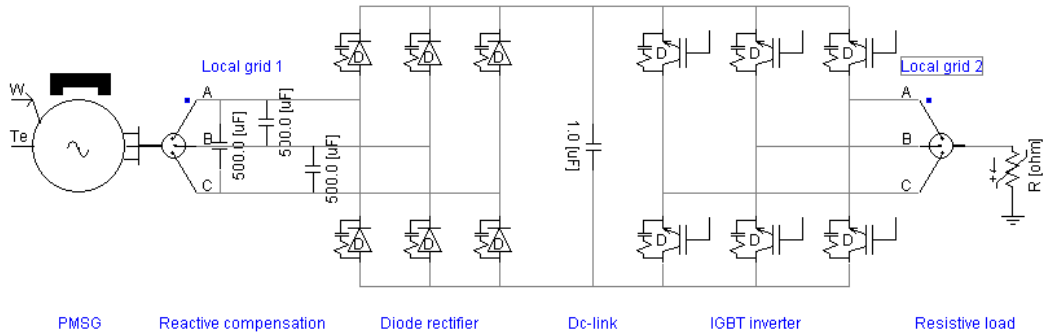 Local grid 1
Local grid 2
W
Te
A
B
C
500.0 [uF]
500.0 [uF]
500.0 [uF]
D
D
D
D
D
D
1.0 [uF]
D
D
D
D
D
D
A
B
C
+
R [ohm]
PMSG
Reactive compensation
Diode rectifier
Dc-link
IGBT inverter
Resistive load